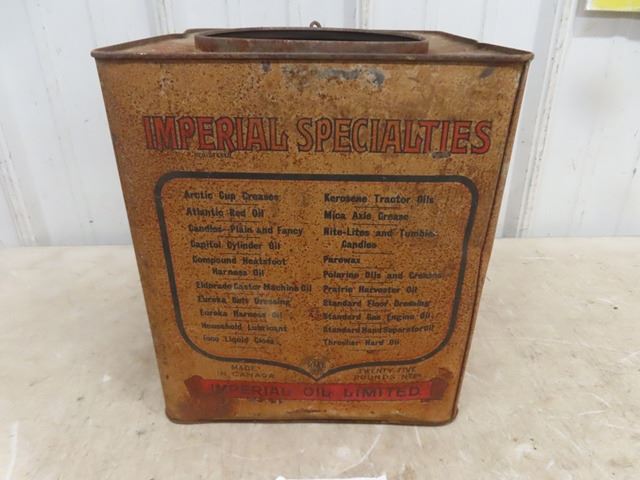 IMPERIAL SPECIALTIES
REGISTERED
Arctic Cup Greases
Atlantic Red Oil
Candles—Plain and Fancy
Capitol Cylinder Oil
Compound Neatsfoot
Harness Oil
Eldorado Castor Machine Oil
Eureka Belt Dressing
Eureka Harness Oil
Household Lubricant
Ioco Liquid Gloss
Kerosene Tractor Oils
Mica Axle Grease
Nite-Lites and Tumbler
Candles
Parowax
Polarine Oils and Greases
Prairie Harvester Oil
Standard Floor Dressing
Standard Gas Engine Oil
Standard Hand Separator Oil
Thresher Hard Oil
MADE
IN CANADA
TWENTY-FIVE
POUNDS NET
IMPERIAL OIL LIMITED